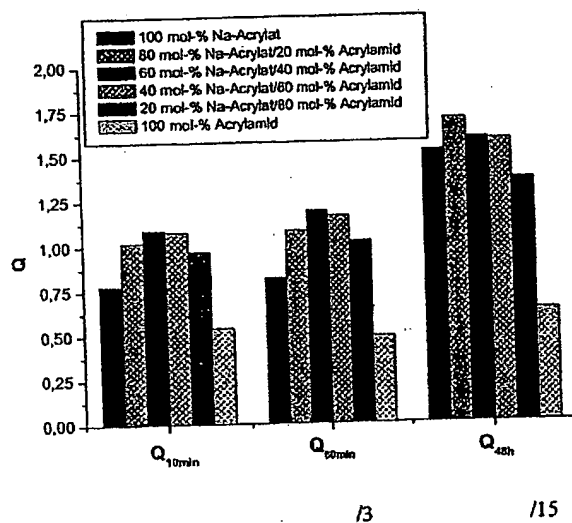 100 mol-% Na-Acrylat
80 mol-% Na-Acrylat/20 mol-% Acrylamid
60 mol-% Na-Acrylat/40 mol-% Acrylamid
40 mol-% Na-Acrylat/60 mol-% Acrylamid
20 mol-% Na-Acrylat/80 mol-% Acrylamid
100 mol-% Acrylamid
2,00
1,75
1,50
1,25
1,00
0,75
0,50
0,25
0,00
Q
Q10min Q60min Q48h
/3 /15